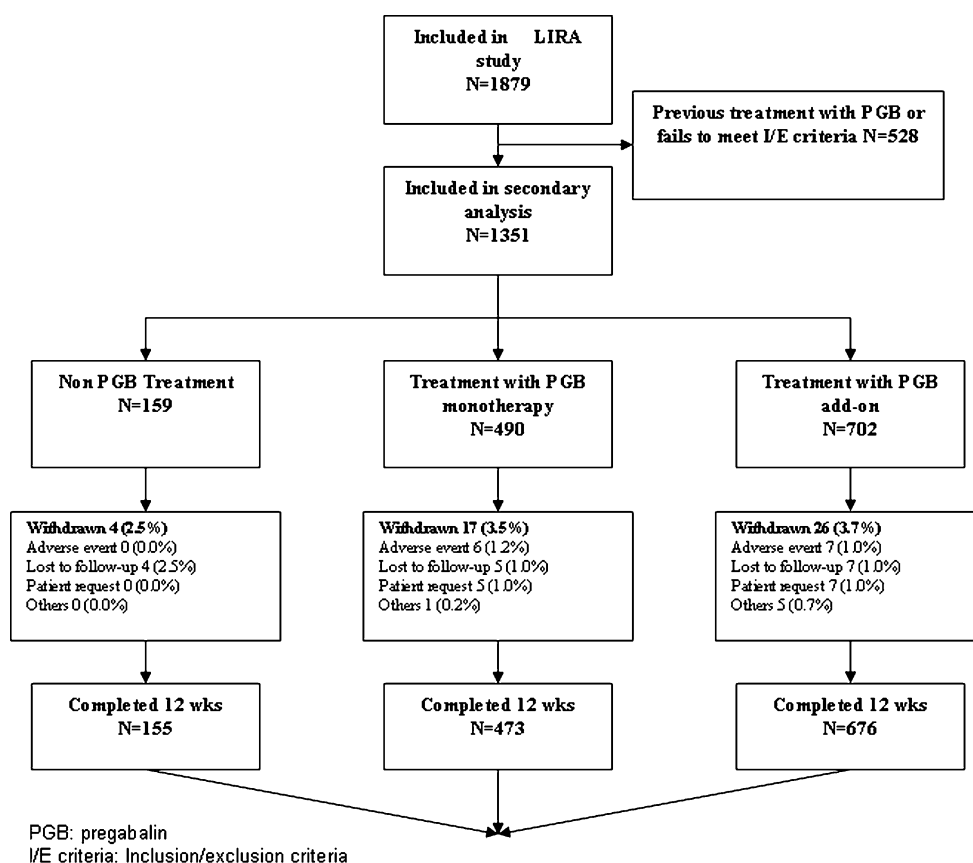 Included in LIRA
study
N=1879
Previous treatment with PGB or
fails to meet I/E criteria N=528
Included in secondary
analysis
N=1351
Non PGB Treatment
N=159
Treatment with PGB
monotherapy
N=490
Treatment with PGB
add-on
N=702
Withdrawn 4 (2.5%)
Adverse event 0 (0.0%)
Lost to follow-up 4 (2.5%)
Patient request 0 (0.0%)
Others 0 (0.0%)
Withdrawn 17 (3.5%)
Adverse event 6 (1.2%)
Lost to follow-up 5 (1.0%)
Patient request 5 (1.0%)
Others 1 (0.2%)
Withdrawn 26 (3.7%)
Adverse event 7 (1.0%)
Lost to follow-up 7 (1.0%)
Patient request 7 (1.0%)
Others 5 (0.7%)
Completed 12 wks
N=155
Completed 12 wks
N=473
Completed 12 wks
N=676
PGB: pregabalin
I/E criteria: Inclusion/exclusion criteria